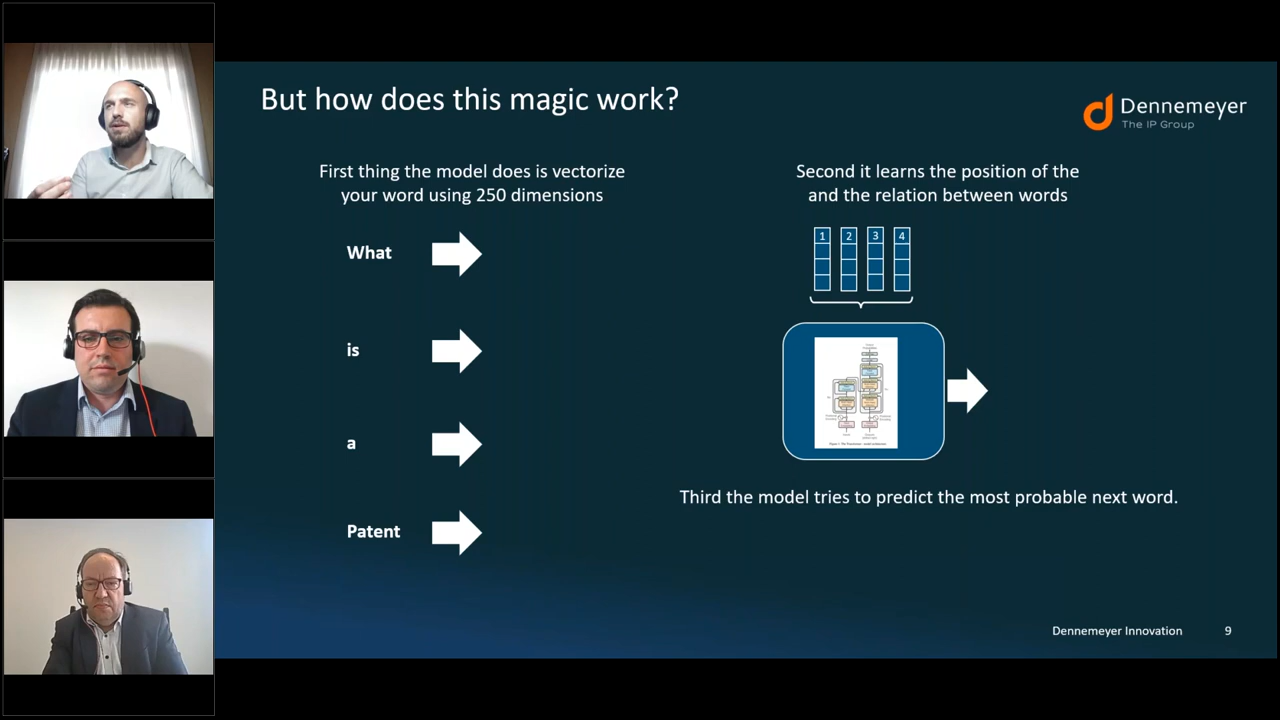 But how does this magic work?
Dennemeyer
The IP Group
First thing the model does is vectorize
your word using 250 dimensions
What
is
a
Patent
Second it learns the position of the
and the relation between words
1 2 3 4
Third the model tries to predict the most probable next word.
Dennemeyer Innovation 9